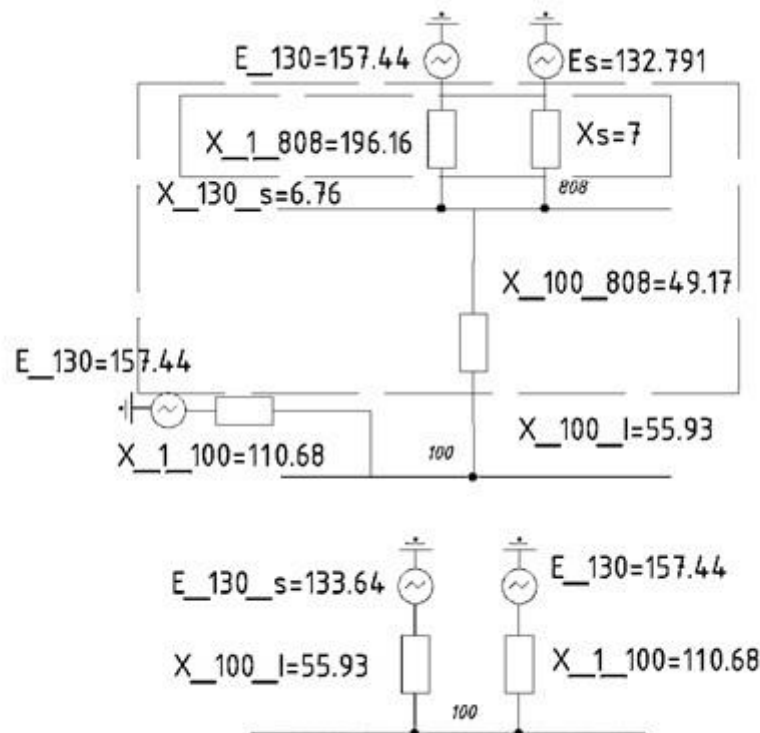 E_130=157.44
Es=132.791
X_1_808=196.16
Xs=7
X_130_s=6.76
808
X_100_808=49.17
E_130=157.44
X_100_l=55.93
X_1_100=110.68
100
E_130_s=133.64
E_130=157.44
X_100_l=55.93
X_1_100=110.68
100